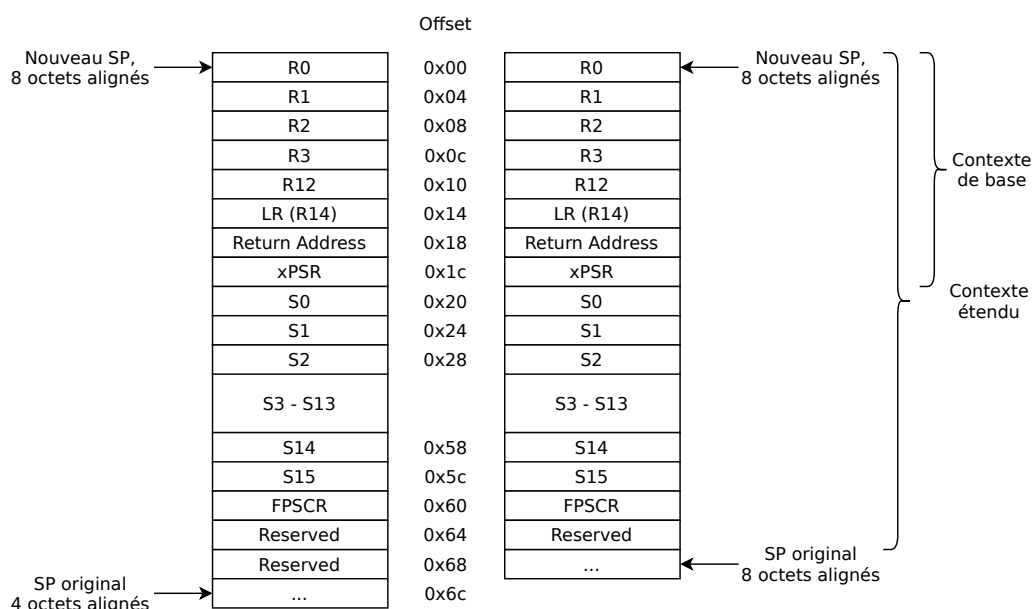 Offset
Nouveau SP,
8 octets alignés
R0
0x00
R0
Nouveau SP,
8 octets alignés
R1
0x04
R1
R2
0x08
R2
R3
0x0c
R3
R12
0x10
R12
Contexte
de base
LR (R14)
0x14
LR (R14)
Return Address
0x18
Return Address
xPSR
0x1c
xPSR
S0
0x20
S0
Contexte
étendu
S1
0x24
S1
S2
0x28
S2
S3 - S13
S3 - S13
S14
0x58
S14
S15
0x5c
S15
FPSCR
0x60
FPSCR
Reserved
0x64
Reserved
Reserved
0x68
...
SP original
8 octets alignés
SP original
4 octets alignés
...
0x6c